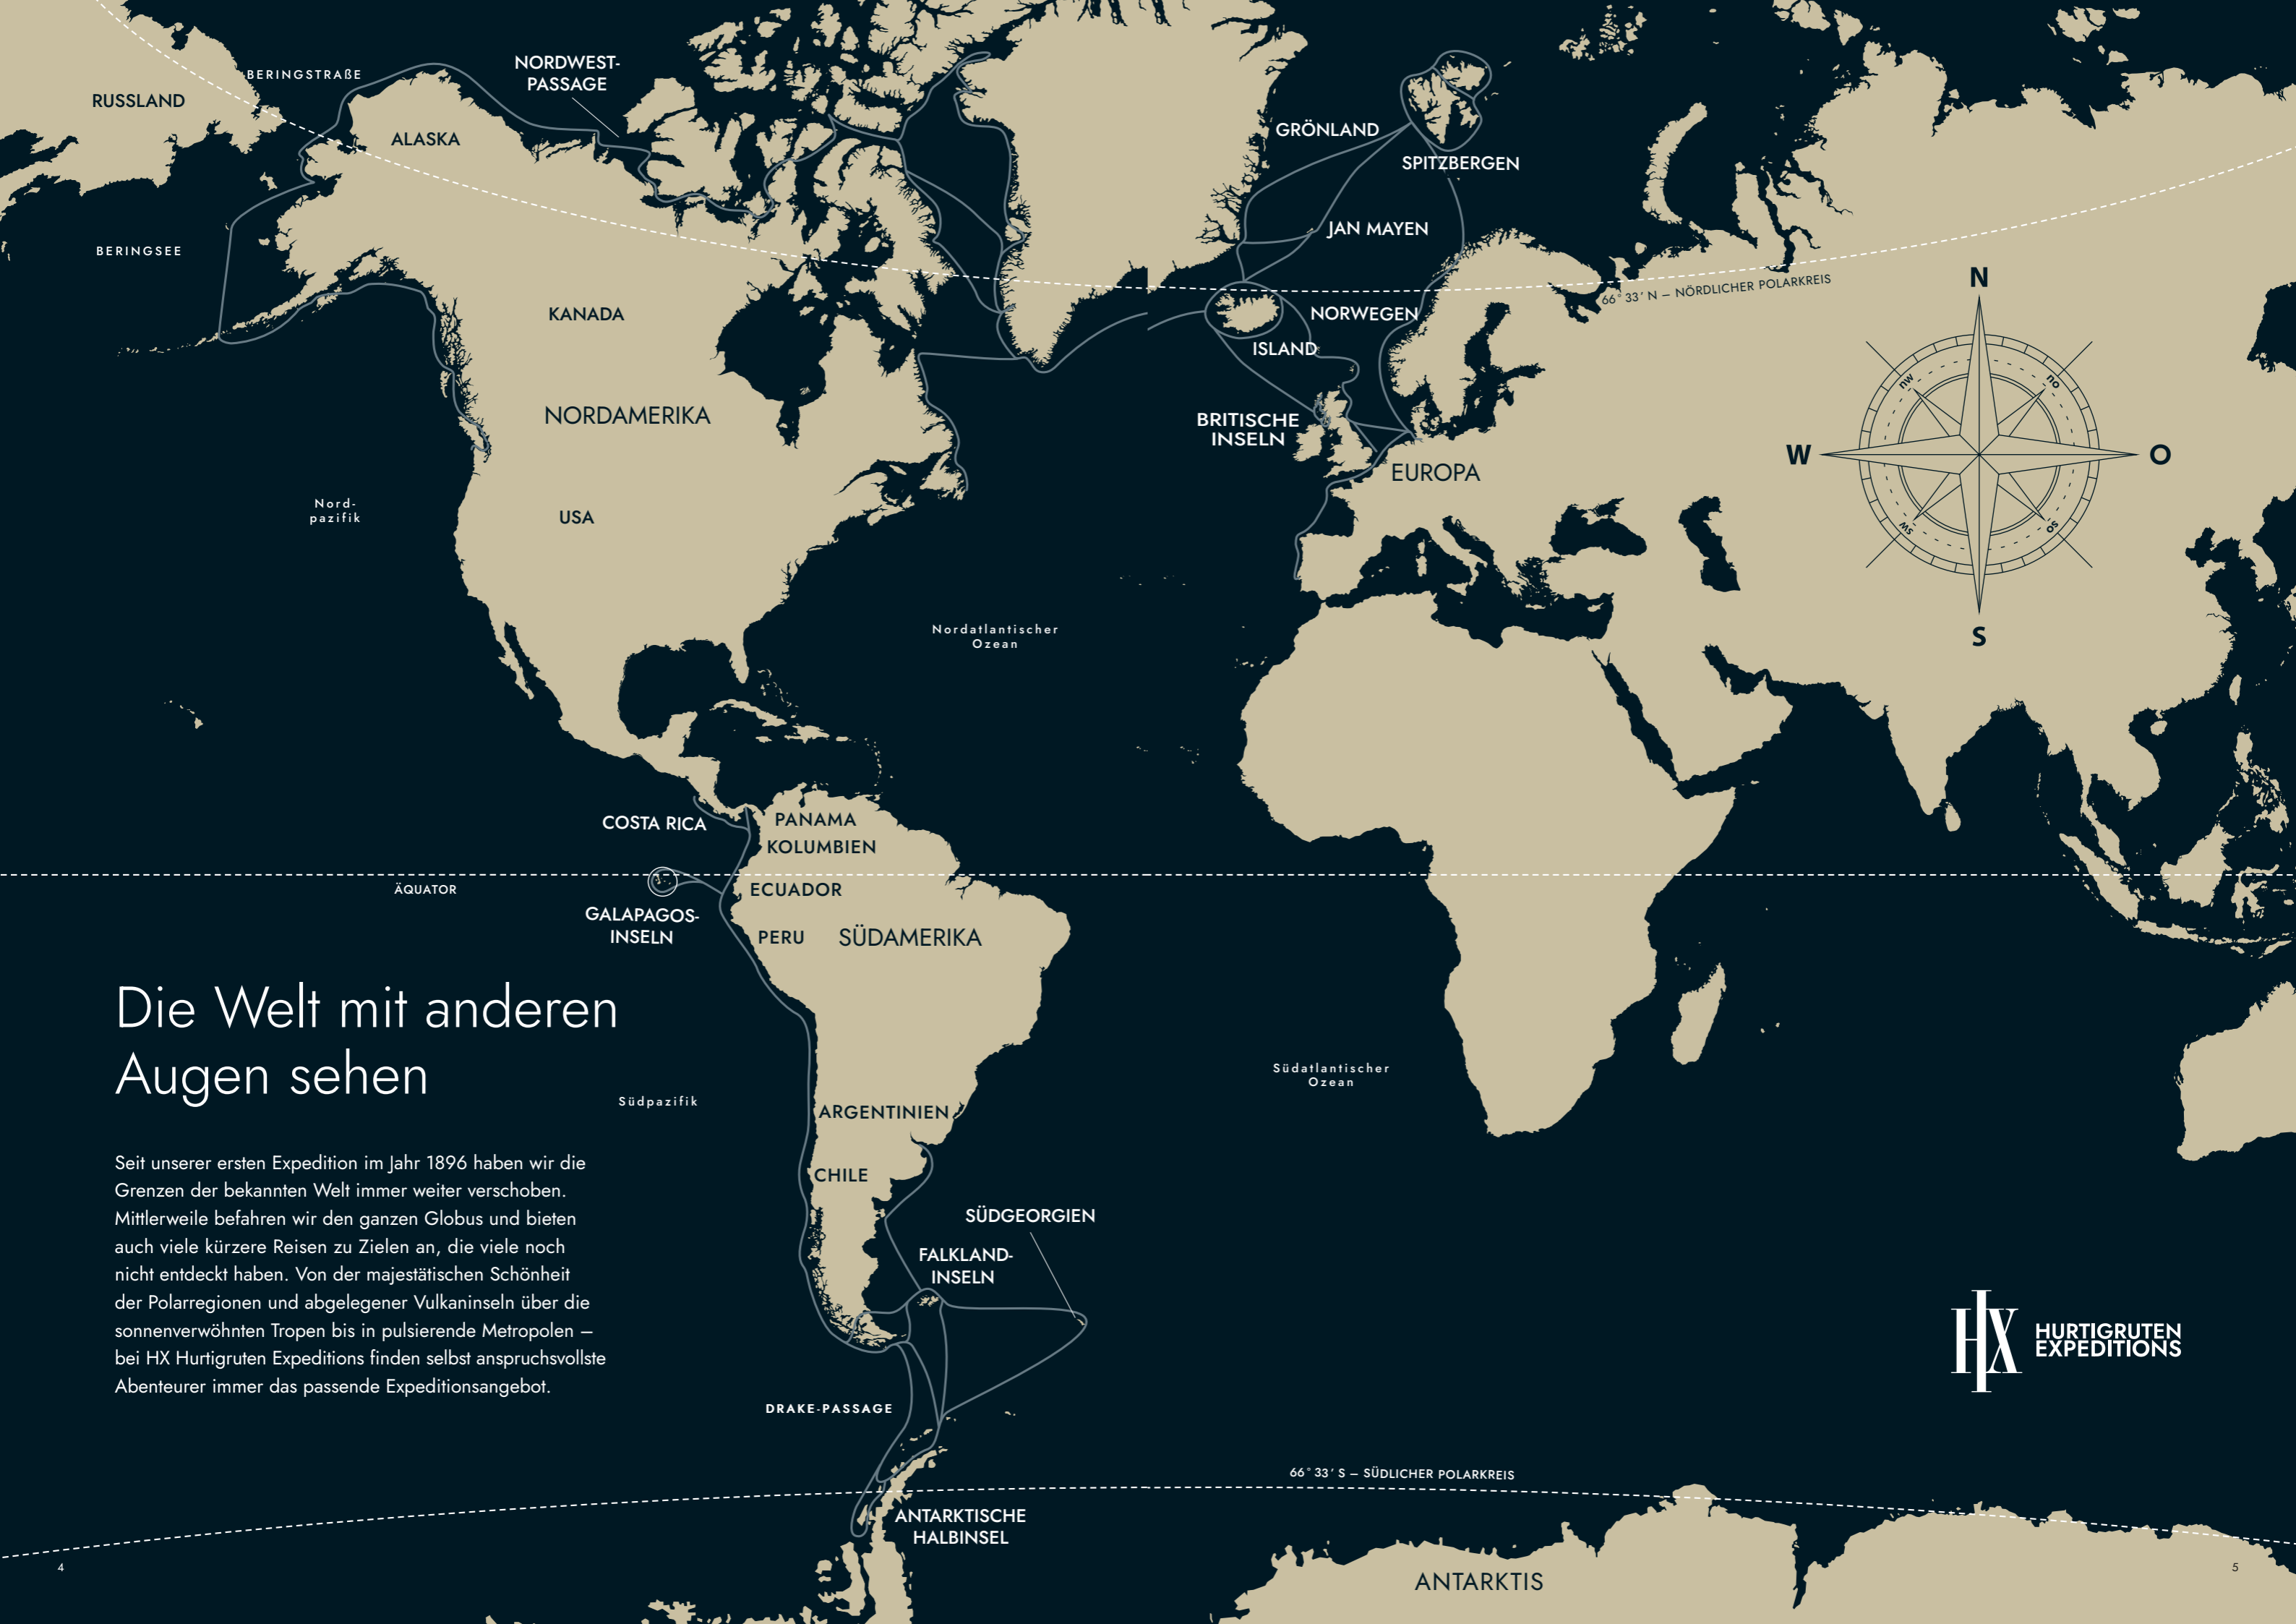 BERINGSTRAßE
NORDWEST-
PASSAGE
RUSSLAND
ALASKA
GRÖNLAND
SPITZBERGEN
JAN MAYEN
BERINGSEE
66° 33' N – NÖRDLICHER POLARKREIS
KANADA
NORWEGEN
ISLAND
NORDAMERIKA
BRITISCHE
INSELN
EUROPA
N
NW
NO
W
O
SW
SO
S
Nord-
pazifik
USA
Nordatlantischer
Ozean
COSTA RICA
PANAMA
KOLUMBIEN
ÄQUATOR
ECUADOR
GALAPAGOS-
INSELN
PERU
SÜDAMERIKA
Die Welt mit anderen
Augen sehen
Südatlantischer
Ozean
Südpazifik
ARGENTINIEN
CHILE
Seit unserer ersten Expedition im Jahr 1896 haben wir die
Grenzen der bekannten Welt immer weiter verschoben.
Mittlerweile befahren wir den ganzen Globus und bieten
auch viele kürzere Reisen zu Zielen an, die viele noch
nicht entdeckt haben. Von der majestätischen Schönheit
der Polarregionen und abgelegener Vulkaninseln über die
sonnenverwöhnten Tropen bis in pulsierende Metropolen –
bei HX Hurtigruten Expeditions finden selbst anspruchsvollste
Abenteurer immer das passende Expeditionsangebot.
SÜDGEORGIEN
FALKLAND-
INSELN
HX
HURTIGRUTEN
EXPEDITIONS
DRAKE-PASSAGE
66° 33' S – SÜDLICHER POLARKREIS
ANTARKTISCHE
HALBINSEL
ANTARKTIS
4
5